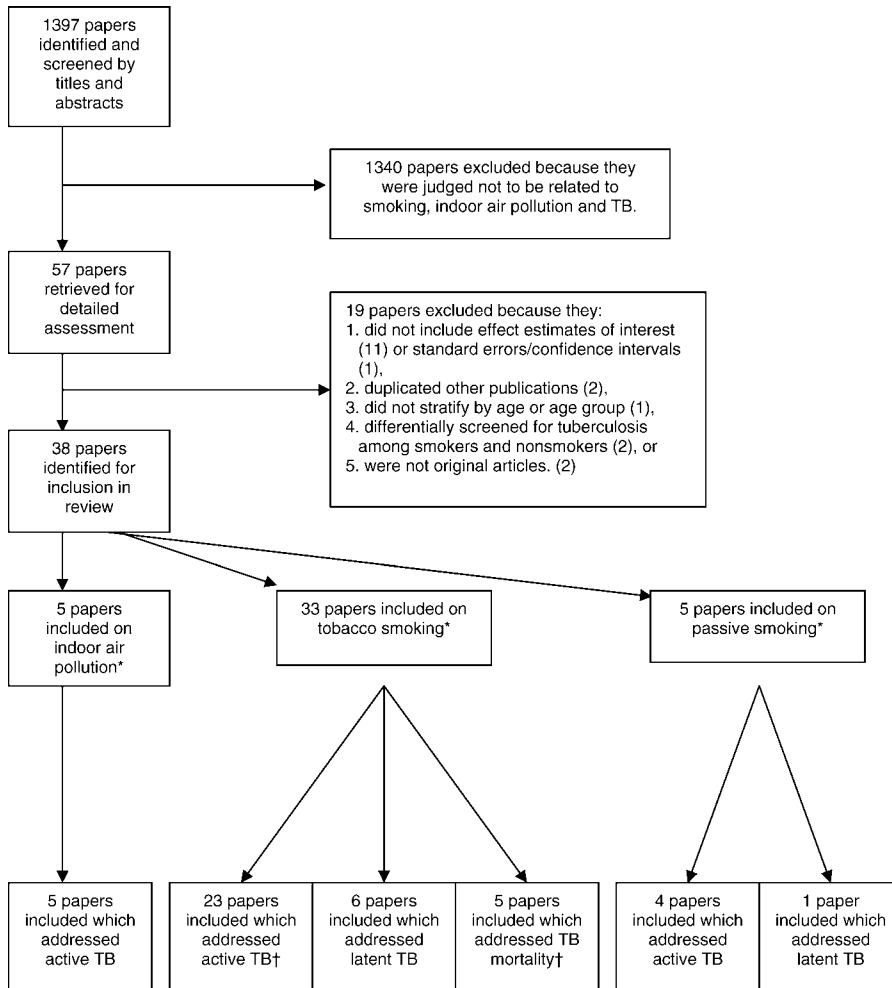 1397 papers
identified and
screened by
titles and
abstracts
1340 papers excluded because they
were judged not to be related to
smoking, indoor air pollution and TB.
57 papers
retrieved for
detailed
assessment
19 papers excluded because they:
1. did not include effect estimates of interest
(11) or standard errors/confidence intervals
(1),
2. duplicated other publications (2),
3. did not stratify by age or age group (1),
4. differentially screened for tuberculosis
among smokers and nonsmokers (2), or
5. were not original articles. (2)
38 papers
identified for
inclusion in
review
5 papers
included on
indoor air
pollution*
33 papers included on
tobacco smoking*
5 papers included on
passive smoking*
5 papers
included which
addressed
active TB
23 papers
included which
addressed
active TB†
6 papers
included which
addressed
latent TB
5 papers
included which
addressed TB
mortality†
4 papers
included which
addressed
active TB
1 paper
included which
addressed
latent TB